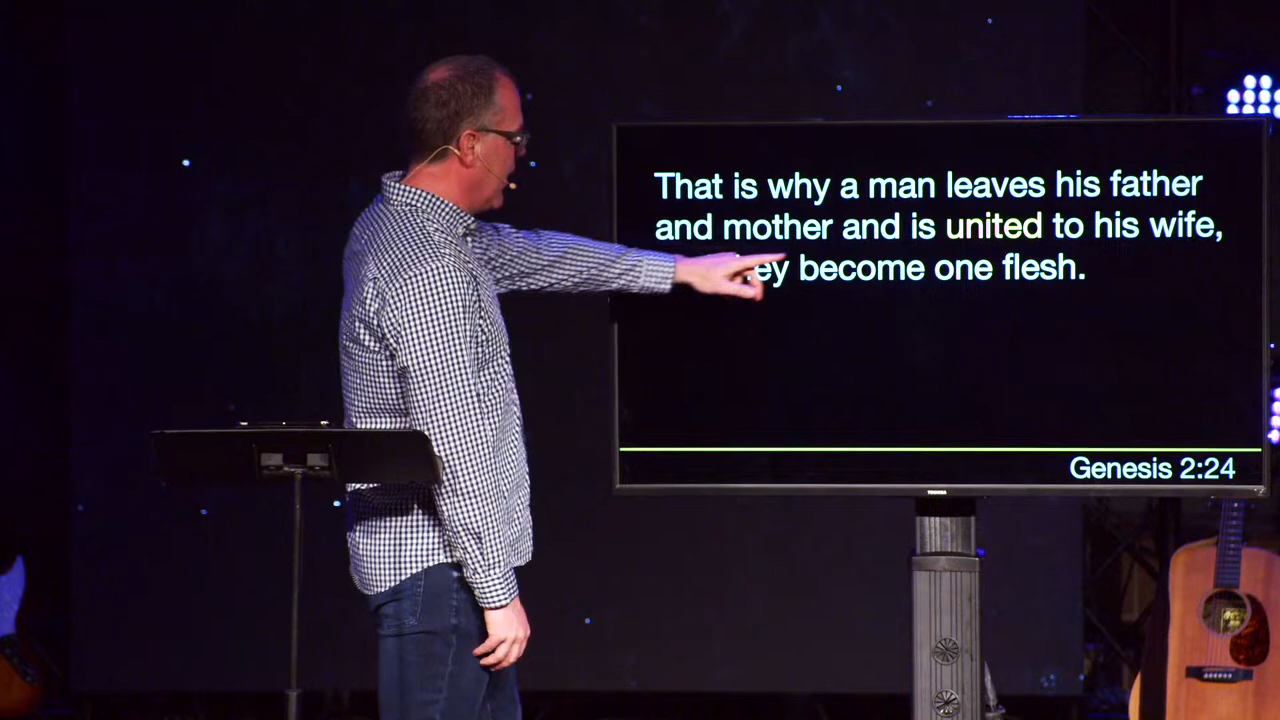 That is why a man leaves his father
and mother and is united to his wife,
ey become one flesh.
Genesis 2:24
TOSHIBA